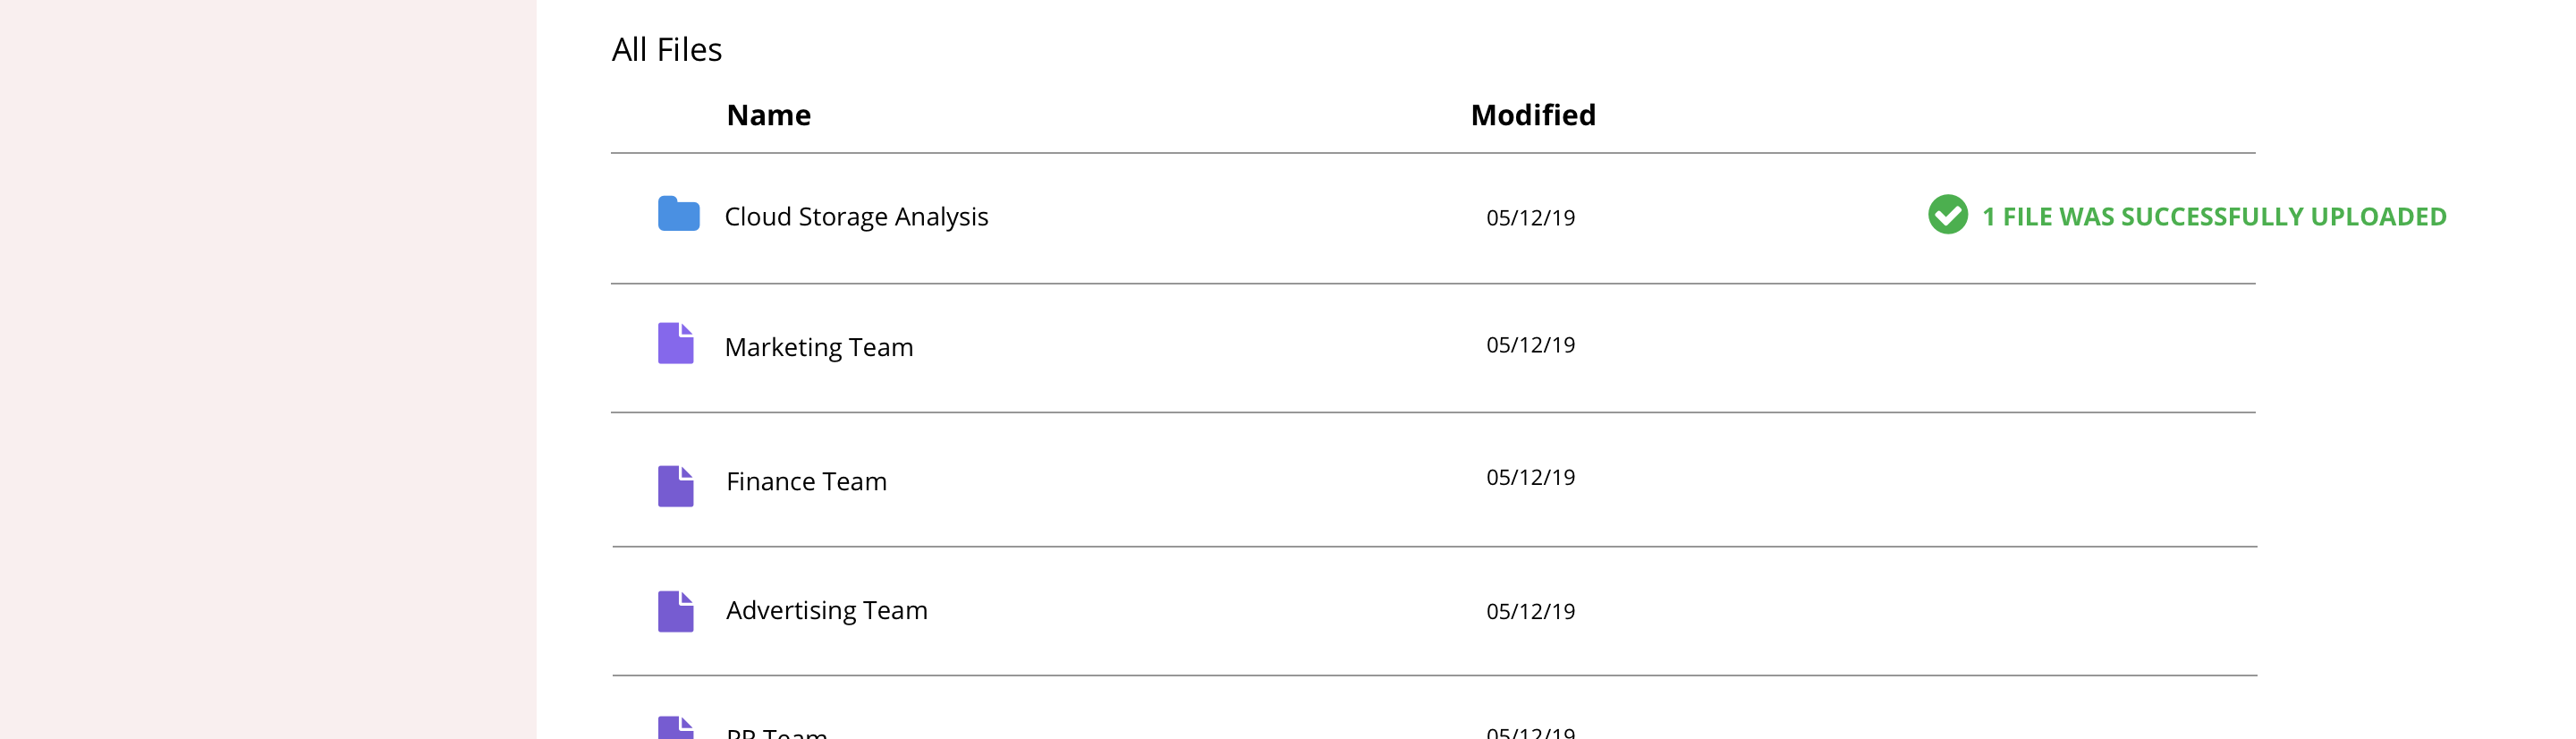 All Files
Name Modified
Cloud Storage Analysis 05/12/19 1 FILE WAS SUCCESSFULLY UPLOADED
Marketing Team 05/12/19
Finance Team 05/12/19
Advertising Team 05/12/19
PR Team 05/12/19